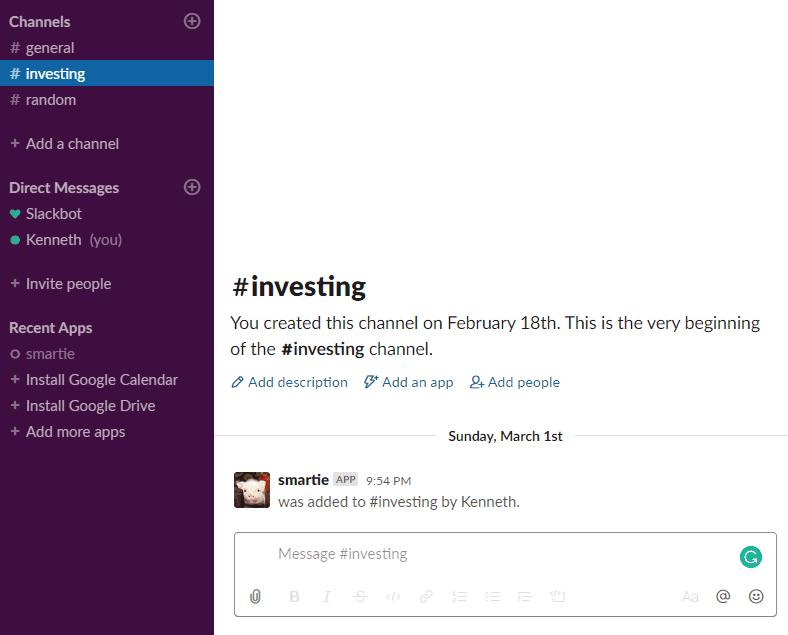 Channels
# general
# investing
# random
+ Add a channel
Direct Messages
Slackbot
Kenneth (you)
+ Invite people
Recent Apps
smartie
+ Install Google Calendar
+ Install Google Drive
+ Add more apps
#investing
You created this channel on February 18th. This is the very beginning
of the #investing channel.
Add description Add an app Add people
Sunday, March 1st
smartie APP 9:54 PM
was added to #investing by Kenneth.
Message #investing
B I S </> Aa @